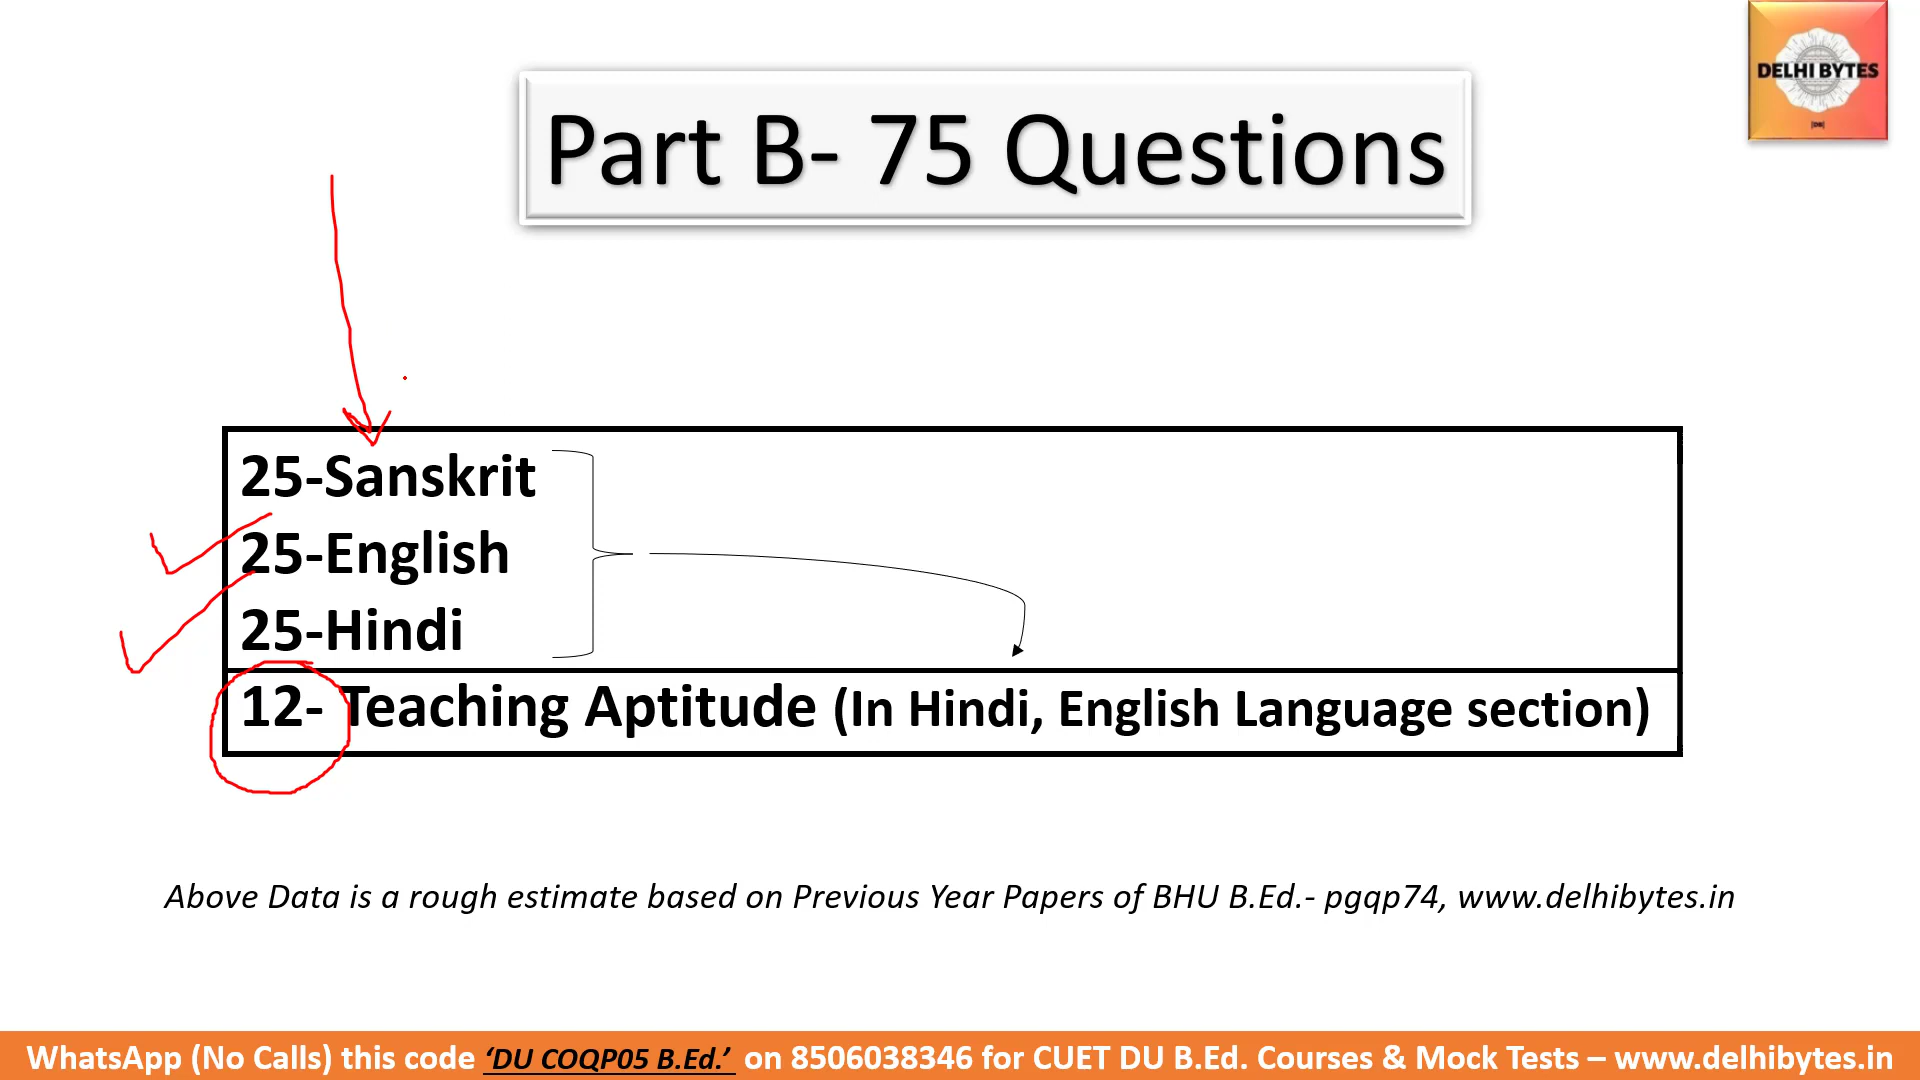 DELHI BYTES
|DB|
Part B- 75 Questions
25-Sanskrit
25-English
25-Hindi
12- Teaching Aptitude (In Hindi, English Language section)
Above Data is a rough estimate based on Previous Year Papers of BHU B.Ed.- pgqp74, www.delhibytes.in
WhatsApp (No Calls) this code ‘DU COQP05 B.Ed.’ on 8506038346 for CUET DU B.Ed. Courses & Mock Tests – www.delhibytes.in